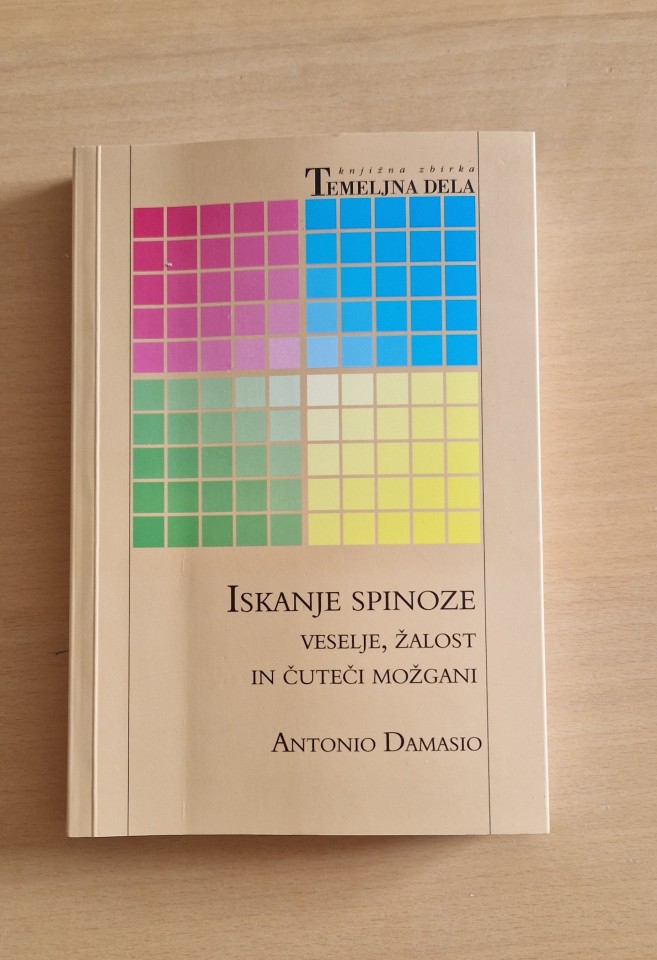 knjižna zbirka
TEMELJNA DELA
ISKANJE SPINOZE
VESELJE, ŽALOST
IN ČUTEČI MOŽGANI
ANTONIO DAMASIO